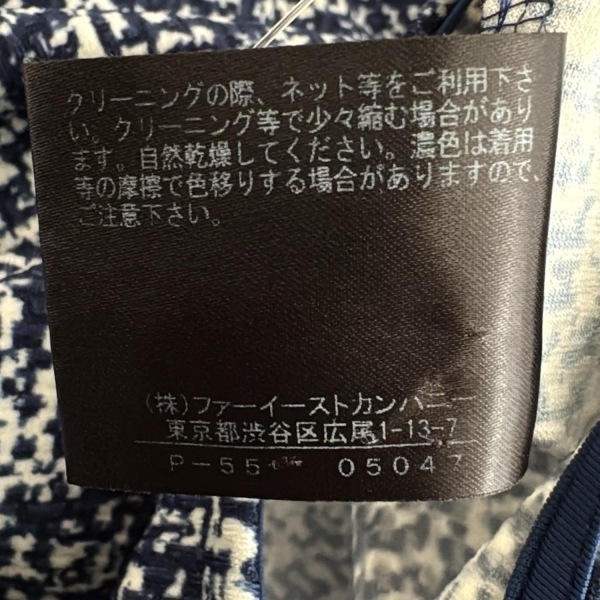 クリーニングの際、ネット等をご利用下さ
い。クリーニング等で少々縮む場合があり
ます。自然乾燥してください。濃色は着用
等の摩擦で色移りする場合がありますので、
ご注意下さい。
(株)ファーイーストカンパニー
東京都渋谷区広尾1-13-7
P-55 05047